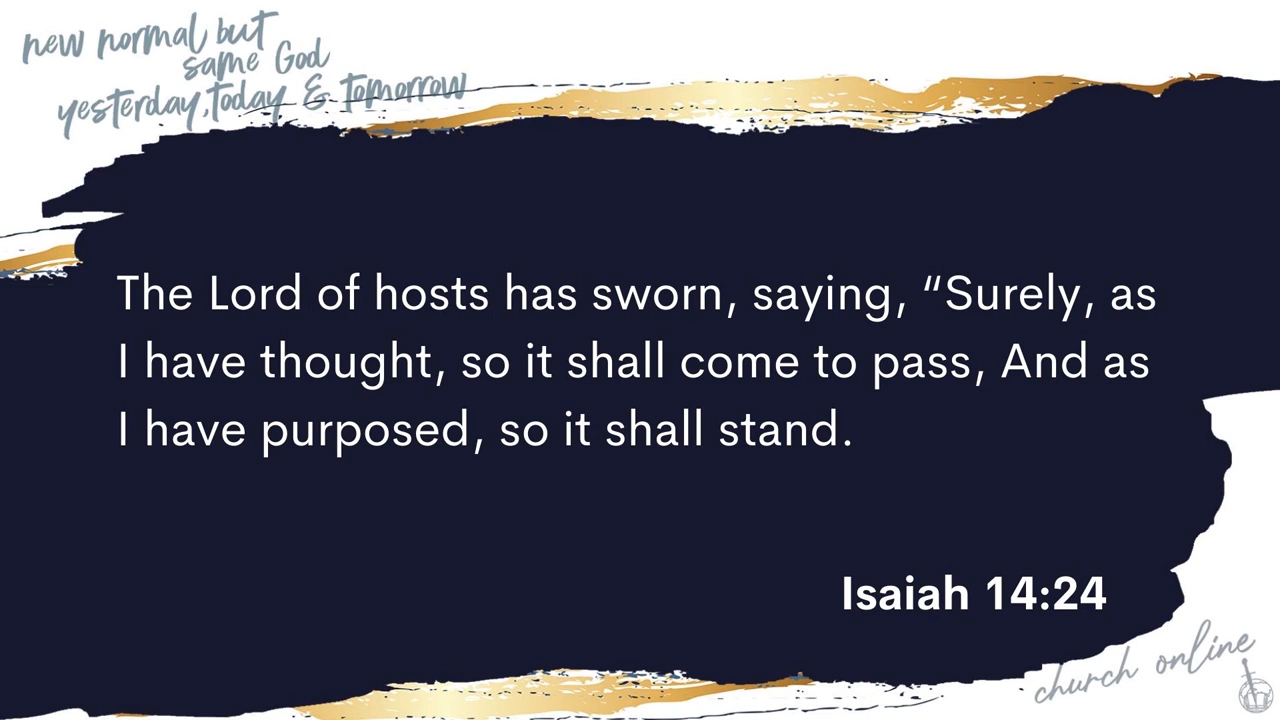 new normal but
same God
yesterday, today & tomorrow
The Lord of hosts has sworn, saying, “Surely, as
I have thought, so it shall come to pass, And as
I have purposed, so it shall stand.
Isaiah 14:24
church online